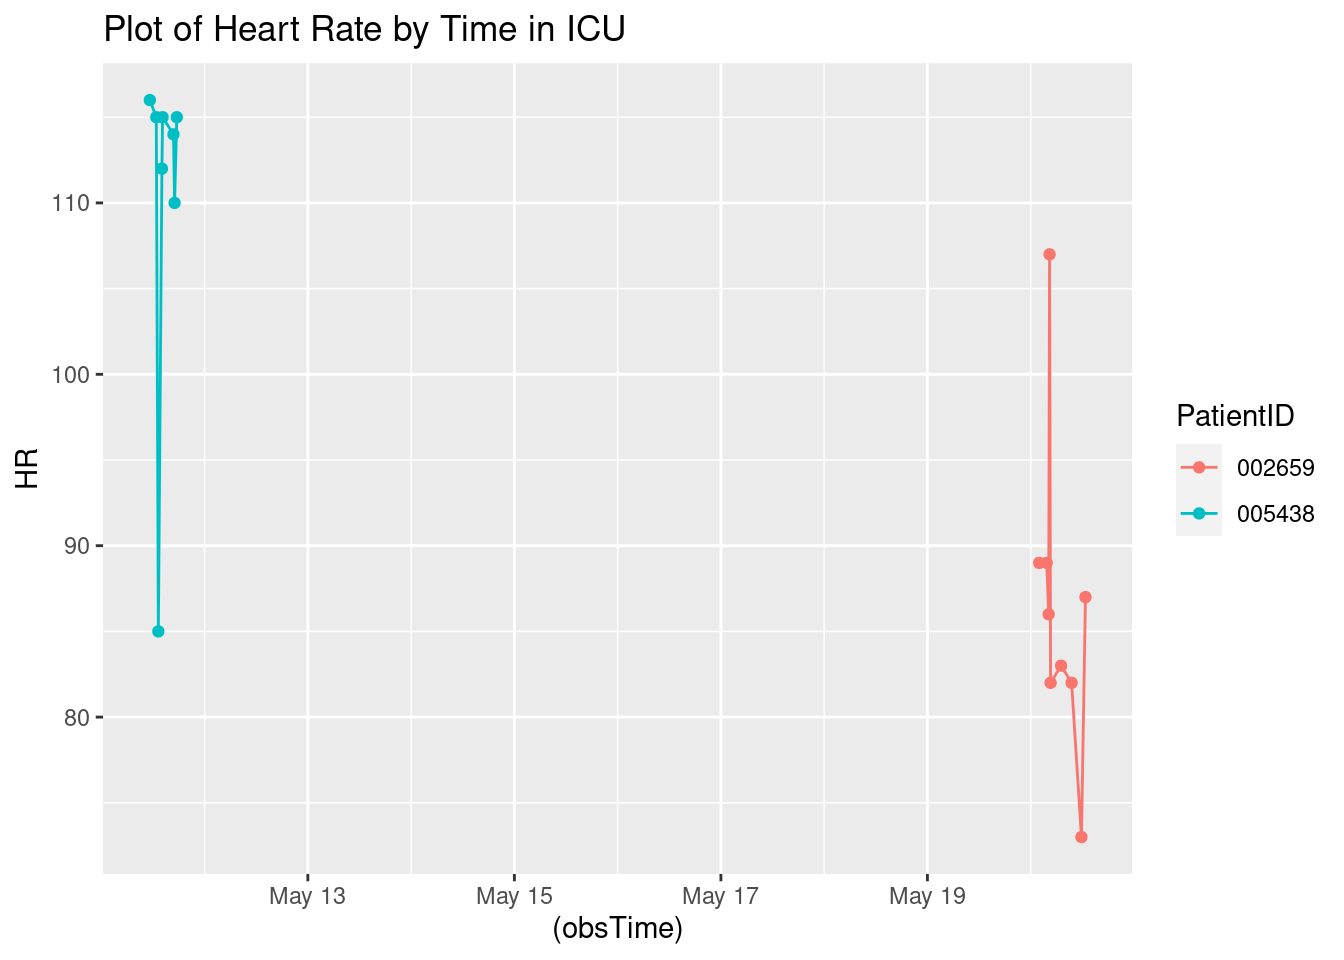 Plot of Heart Rate by Time in ICU
110
100
90
80
HR
May 13 May 15 May 17 May 19
(obsTime)
PatientID
002659
005438